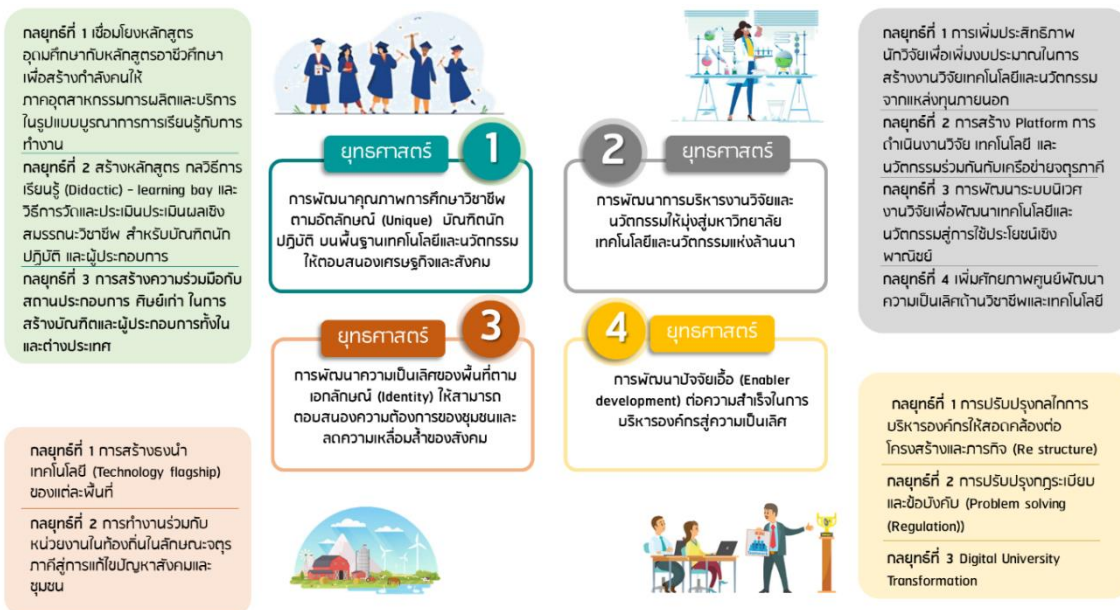 กลยุทธ์ที่ 1 เชื่อมโยงหลักสูตร
อุดมศึกษากับหลักสูตรอาชีวศึกษา
เพื่อสร้างกำลังคนให้
ภาคอุตสาหกรรมการผลิตและบริการ
ในรูปแบบบูรณาการการเรียนรู้กับการ
ทำงาน
กลยุทธ์ที่ 2 สร้างหลักสูตร กลวิธีการ
เรียนรู้ (Didactic) - learning bay และ
วิธีการวัดและประเมินประเมินผลเชิง
สมรรถนะวิชาชีพ สำหรับบัณฑิตนัก
ปฏิบัติ และผู้ประกอบการ
กลยุทธ์ที่ 3 การสร้างความร่วมมือกับ
สถานประกอบการ ศิษย์เก่า ในการ
สร้างบัณฑิตและผู้ประกอบการทั้งใน
และต่างประเทศ
ยุทธศาสตร์ 1
การพัฒนาคุณภาพการศึกษาวิชาชีพ
ตามอัตลักษณ์ (Unique) บัณฑิตนัก
ปฏิบัติ บนพื้นฐานเทคโนโลยีและนวัตกรรม
ให้ตอบสนองเศรษฐกิจและสังคม
2 ยุทธศาสตร์
การพัฒนาการบริหารงานวิจัยและ
นวัตกรรมให้มุ่งสู่มหาวิทยาลัย
เทคโนโลยีและนวัตกรรมแห่งล้านนา
กลยุทธ์ที่ 1 การเพิ่มประสิทธิภาพ
นักวิจัยเพื่อเพิ่มงบประมาณในการ
สร้างงานวิจัยเทคโนโลยีและนวัตกรรม
จากแหล่งทุนภายนอก
กลยุทธ์ที่ 2 การสร้าง Platform การ
ดำเนินงานวิจัย เทคโนโลยี และ
นวัตกรรมร่วมกันกับเครือข่ายจตุรภาคี
กลยุทธ์ที่ 3 การพัฒนาระบบนิเวศ
งานวิจัยเพื่อพัฒนาเทคโนโลยีและ
นวัตกรรมสู่การใช้ประโยชน์เชิง
พาณิชย์
กลยุทธ์ที่ 4 เพิ่มศักยภาพศูนย์พัฒนา
ความเป็นเลิศด้านวิชาชีพและเทคโนโลยี
ยุทธศาสตร์ 3
การพัฒนาความเป็นเลิศของพื้นที่ตาม
เอกลักษณ์ (Identity) ให้สามารถ
ตอบสนองความต้องการของชุมชนและ
ลดความเหลื่อมล้ำของสังคม
4 ยุทธศาสตร์
การพัฒนาปัจจัยเอื้อ (Enabler
development) ต่อความสำเร็จในการ
บริหารองค์กรสู่ความเป็นเลิศ
กลยุทธ์ที่ 1 การสร้างธงนำ
เทคโนโลยี (Technology flagship)
ของแต่ละพื้นที่
กลยุทธ์ที่ 2 การทำงานร่วมกับ
หน่วยงานในท้องถิ่นในลักษณะจตุร
ภาคีสู่การแก้ไขปัญหาสังคมและ
ชุมชน
กลยุทธ์ที่ 1 การปรับปรุงกลไกการ
บริหารองค์กรให้สอดคล้องต่อ
โครงสร้างและภารกิจ (Re structure)
กลยุทธ์ที่ 2 การปรับปรุงกฎระเบียบ
และข้อบังคับ (Problem solving
(Regulation))
กลยุทธ์ที่ 3 Digital University
Transformation